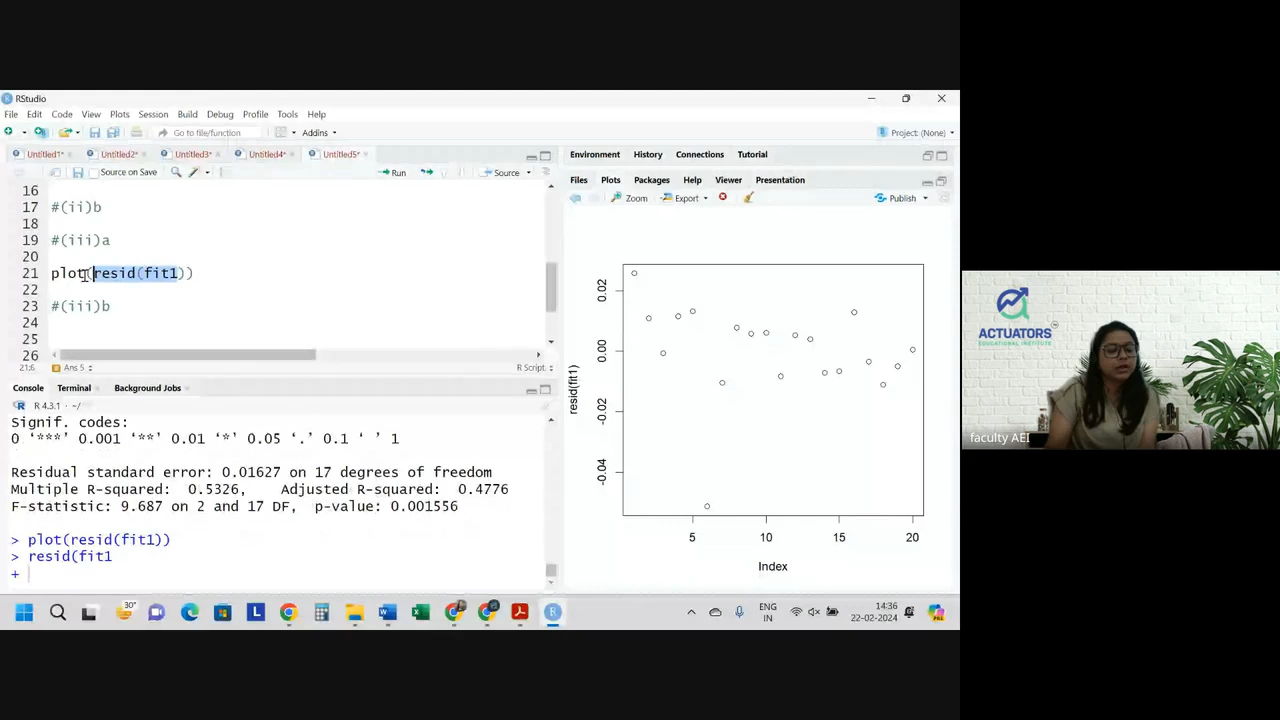 RStudio
File Edit Code View Plots Session Build Debug Profile Tools Help
Go to file/function Addins Project: (None)
Untitled1* Untitled2* Untitled3* Untitled4* Untitled5*
Source on Save Run Source
16
17 #(ii)b
18
19 #(iii)a
20
21 plot(resid(fit1))
22
23 #(iii)b
24
25
26
21:6 Ans 5 R Script
Console Terminal Background Jobs
R 4.3.1 · ~/
Signif. codes:
0 ‘***’ 0.001 ‘**’ 0.01 ‘*’ 0.05 ‘.’ 0.1 ‘ ’ 1
Residual standard error: 0.01627 on 17 degrees of freedom
Multiple R-squared: 0.5326, Adjusted R-squared: 0.4776
F-statistic: 9.687 on 2 and 17 DF, p-value: 0.001556
> plot(resid(fit1))
> resid(fit1
+
Environment History Connections Tutorial
Files Plots Packages Help Viewer Presentation
Zoom Export Publish
resid(fit1)
0.02
0.00
-0.02
-0.04
5 10 15 20
Index
30°
ENG
IN
14:36
22-02-2024
ACTUATORS
EDUCATIONAL INSTITUTE
faculty AEI